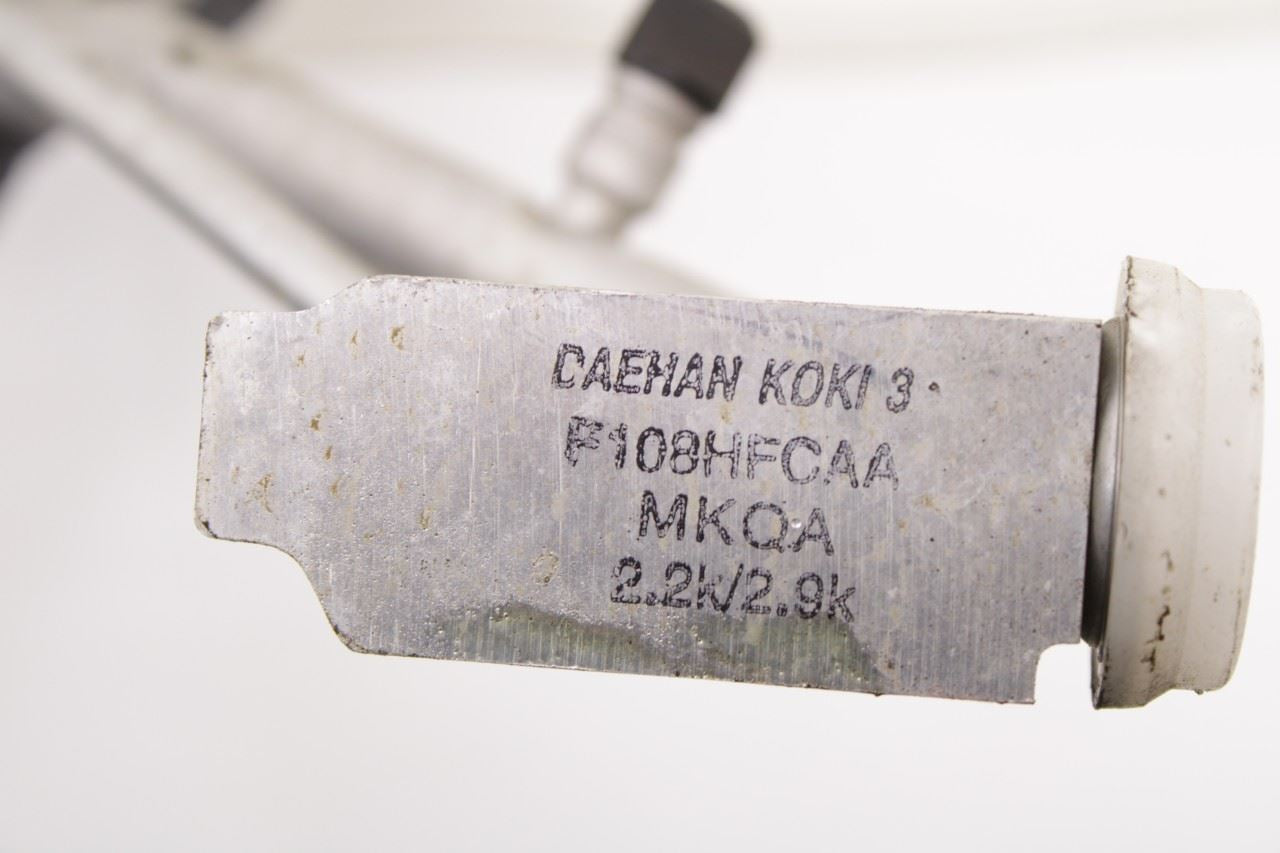 DAEHAN KOKI 3
F108HFCAA
MKQA
2.2k/2.9k